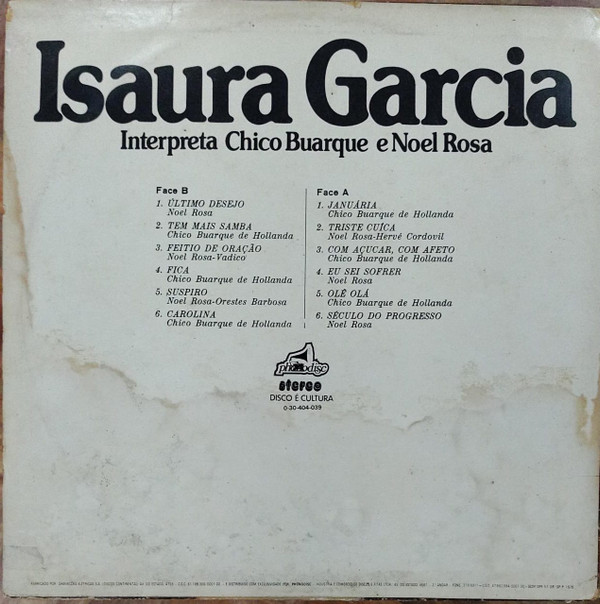 Isaura Garcia
Interpreta Chico Buarque e Noel Rosa
Face B
1. ÚLTIMO DESEJO
Noel Rosa
2. TEM MAIS SAMBA
Chico Buarque de Hollanda
3. FEITIO DE ORAÇÃO
Noel Rosa-Vadico
4. FICA
Chico Buarque de Hollanda
5. SUSPIRO
Noel Rosa-Orestes Barbosa
6. CAROLINA
Chico Buarque de Hollanda
Face A
1. JANUÁRIA
Chico Buarque de Hollanda
2. TRISTE CUÍCA
Noel Rosa-Hervé Cordovil
3. COM AÇUCAR, COM AFETO
Chico Buarque de Hollanda
4. EU SEI SOFRER
Noel Rosa
5. OLÊ OLÁ
Chico Buarque de Hollanda
6. SÉCULO DO PROGRESSO
Noel Rosa
phonodisc
stereo
DISCO É CULTURA
0-30-404-039